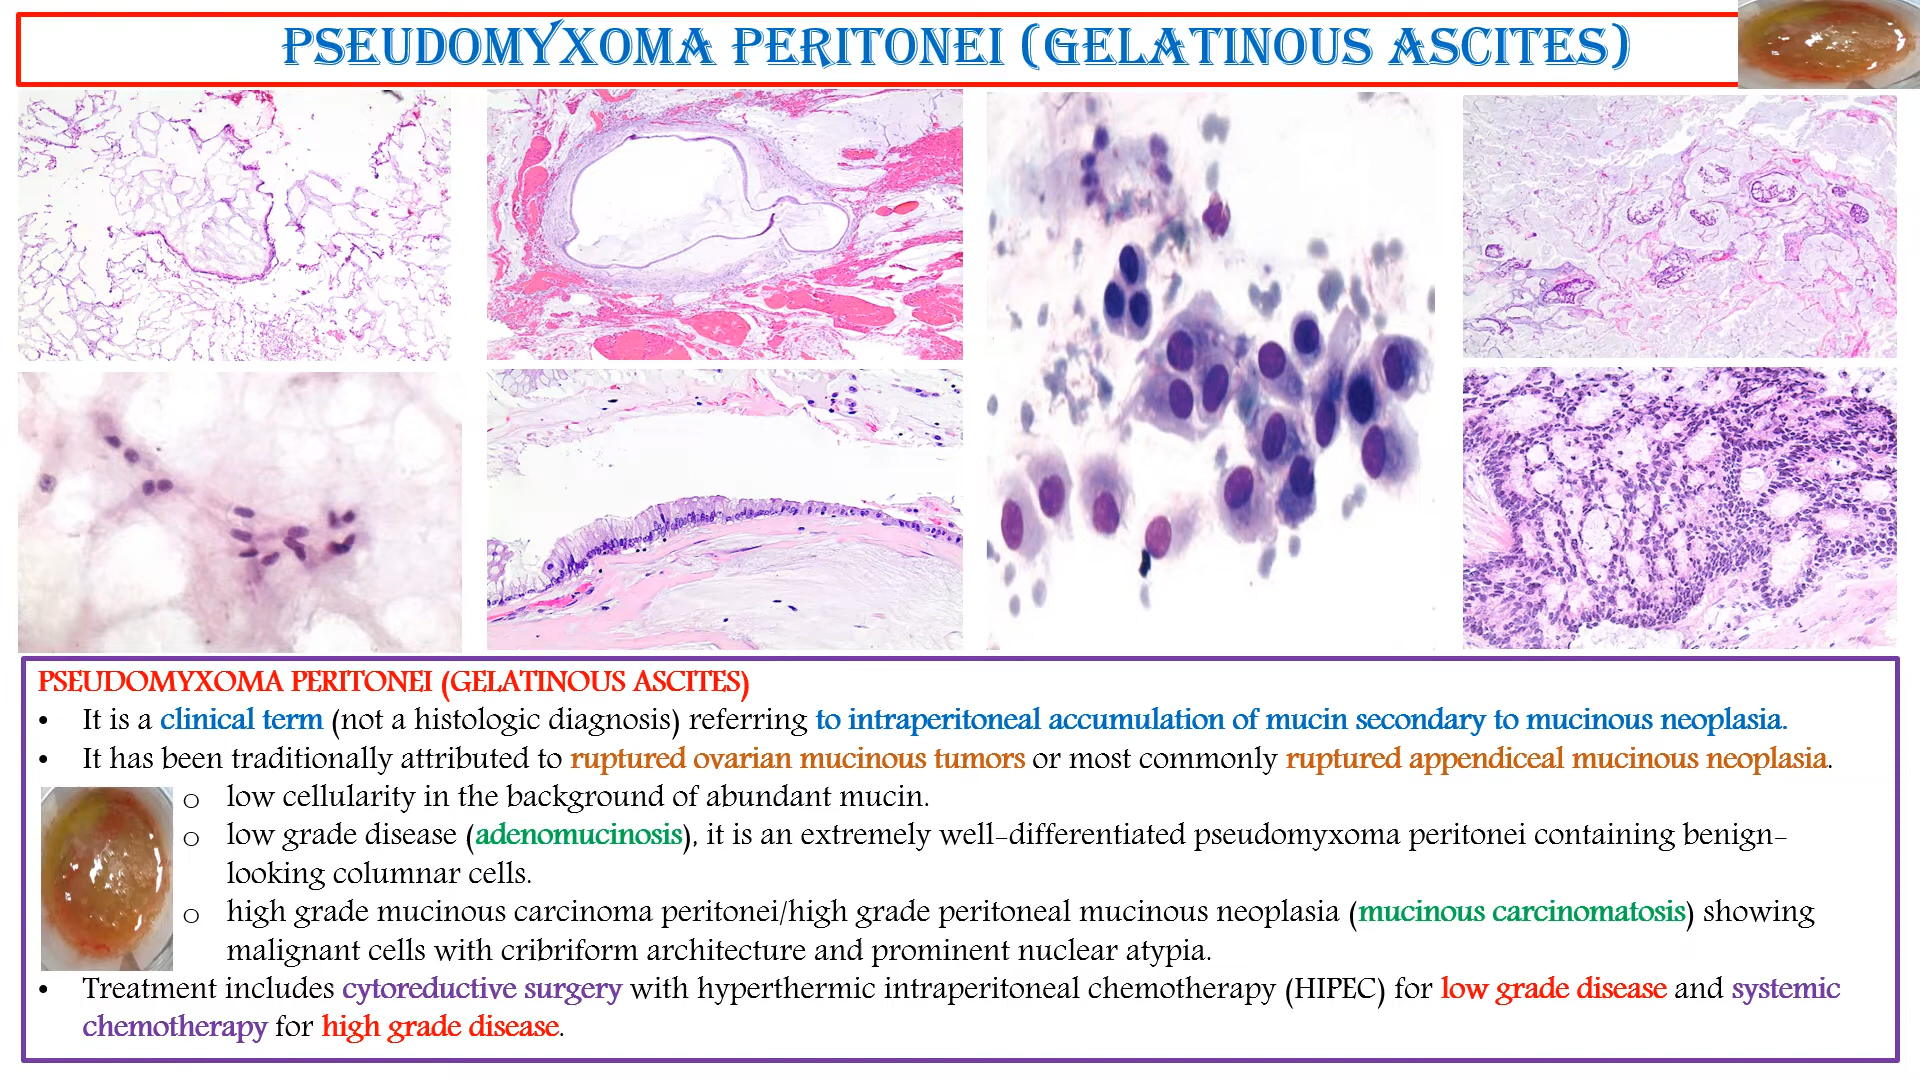 PSEUDOMYXOMA PERITONEI (GELATINOUS ASCITES)
PSEUDOMYXOMA PERITONEI (GELATINOUS ASCITES)
• It is a clinical term (not a histologic diagnosis) referring to intraperitoneal accumulation of mucin secondary to mucinous neoplasia.
• It has been traditionally attributed to ruptured ovarian mucinous tumors or most commonly ruptured appendiceal mucinous neoplasia.
o low cellularity in the background of abundant mucin.
o low grade disease (adenomucinosis), it is an extremely well-differentiated pseudomyxoma peritonei containing benign-
looking columnar cells.
o high grade mucinous carcinoma peritonei/high grade peritoneal mucinous neoplasia (mucinous carcinomatosis) showing
malignant cells with cribriform architecture and prominent nuclear atypia.
• Treatment includes cytoreductive surgery with hyperthermic intraperitoneal chemotherapy (HIPEC) for low grade disease and systemic
chemotherapy for high grade disease.